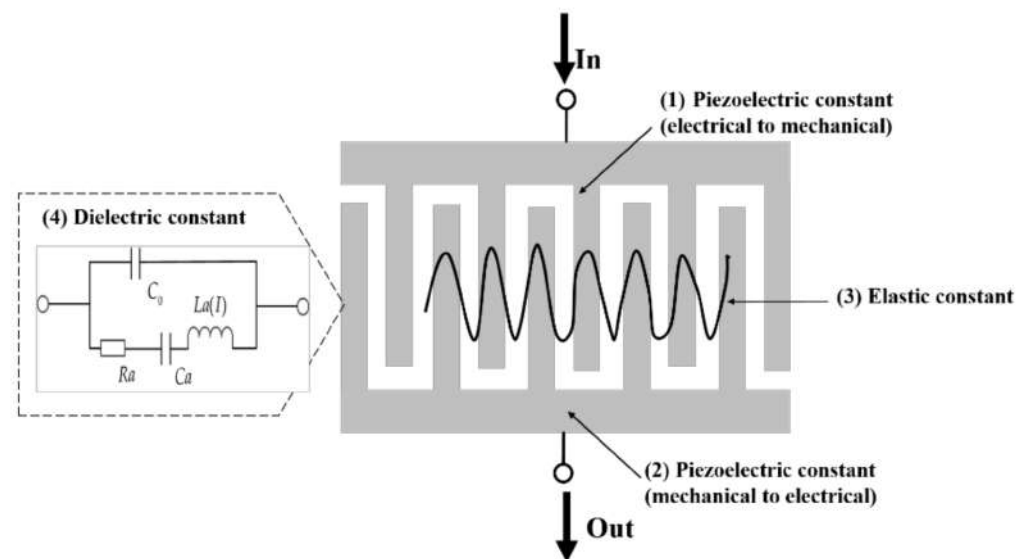 In
(1) Piezoelectric constant
(electrical to mechanical)
(4) Dielectric constant
C₀
La(I)
Ra
Ca
(3) Elastic constant
(2) Piezoelectric constant
(mechanical to electrical)
Out